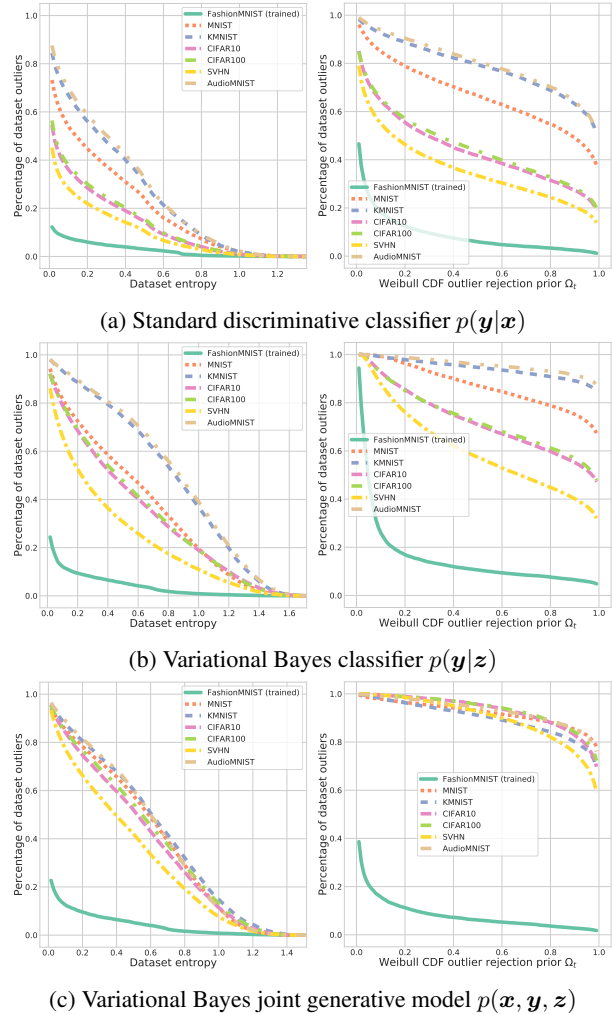 1.0
0.8
0.6
0.4
0.2
0.0
Percentage of dataset outliers
FashionMNIST (trained)
MNIST
KMNIST
CIFAR10
CIFAR100
SVHN
AudioMNIST
0.0 0.2 0.4 0.6 0.8 1.0 1.2
Dataset entropy
1.0
0.8
0.6
0.4
0.2
0.0
Percentage of dataset outliers
FashionMNIST (trained)
MNIST
KMNIST
CIFAR10
CIFAR100
SVHN
AudioMNIST
0.0 0.2 0.4 0.6 0.8 1.0
Weibull CDF outlier rejection prior Ωt
(a) Standard discriminative classifier p(y|x)
1.0
0.8
0.6
0.4
0.2
0.0
Percentage of dataset outliers
FashionMNIST (trained)
MNIST
KMNIST
CIFAR10
CIFAR100
SVHN
AudioMNIST
0.0 0.2 0.4 0.6 0.8 1.0 1.2 1.4 1.6
Dataset entropy
1.0
0.8
0.6
0.4
0.2
0.0
Percentage of dataset outliers
FashionMNIST (trained)
MNIST
KMNIST
CIFAR10
CIFAR100
SVHN
AudioMNIST
0.0 0.2 0.4 0.6 0.8 1.0
Weibull CDF outlier rejection prior Ωt
(b) Variational Bayes classifier p(y|z)
1.0
0.8
0.6
0.4
0.2
0.0
Percentage of dataset outliers
FashionMNIST (trained)
MNIST
KMNIST
CIFAR10
CIFAR100
SVHN
AudioMNIST
0.0 0.2 0.4 0.6 0.8 1.0 1.2 1.4
Dataset entropy
1.0
0.8
0.6
0.4
0.2
0.0
Percentage of dataset outliers
FashionMNIST (trained)
MNIST
KMNIST
CIFAR10
CIFAR100
SVHN
AudioMNIST
0.0 0.2 0.4 0.6 0.8 1.0
Weibull CDF outlier rejection prior Ωt
(c) Variational Bayes joint generative model p(x, y, z)